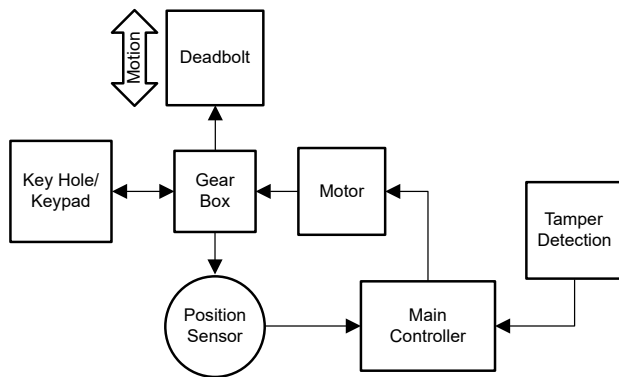 Motion
Deadbolt
Key Hole/
Keypad
Gear
Box
Motor
Tamper
Detection
Position
Sensor
Main
Controller